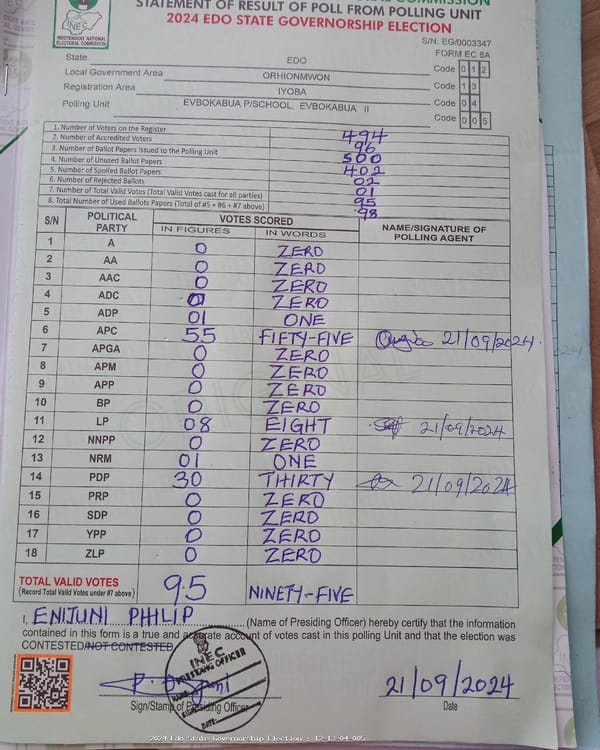 STATEMENT OF RESULT OF POLL FROM POLLING UNIT
2024 EDO STATE GOVERNORSHIP ELECTION
INEC
INDEPENDENT NATIONAL ELECTORAL COMMISSION
S/N: EG/0003347
FORM EC 8A
State EDO Code 1 2
Local Government Area ORHIONMWON Code 1 3
Registration Area IYOBA Code 0 4
Polling Unit EVBOKABUA P/SCHOOL, EVBOKABUA II Code 0 0 5
1. Number of Voters on the Register 494
2. Number of Accredited Voters 96
3. Number of Ballot Papers Issued to the Polling Unit 500
4. Number of Unused Ballot Papers 402
5. Number of Spoiled Ballot Papers 02
6. Number of Rejected Ballots 01
7. Number of Total Valid Votes (Total Valid Votes cast for all parties) 95
8. Total Number of Used Ballots Papers (Total of #5 + #6 + #7 above) 98
S/N POLITICAL PARTY VOTES SCORED NAME/SIGNATURE OF POLLING AGENT
IN FIGURES IN WORDS
1 A 0 ZERO
2 AA 0 ZERO
3 AAC 0 ZERO
4 ADC 0 ZERO
5 ADP 01 ONE
6 APC 55 FIFTY-FIVE 21/09/2024
7 APGA 0 ZERO
8 APM 0 ZERO
9 APP 0 ZERO
10 BP 0 ZERO
11 LP 08 EIGHT 21/09/2024
12 NNPP 0 ZERO
13 NRM 01 ONE
14 PDP 30 THIRTY 21/09/2024
15 PRP 0 ZERO
16 SDP 0 ZERO
17 YPP 0 ZERO
18 ZLP 0 ZERO
TOTAL VALID VOTES 95 NINETY-FIVE
(Record Total Valid Votes under #7 above)
I, ENIJUNI PHILIP (Name of Presiding Officer) hereby certify that the information
contained in this form is a true and accurate account of votes cast in this polling Unit and that the election was
CONTESTED/NOT CONTESTED
INEC
PRESIDING OFFICER
DATE:
21/09/2024
Sign/Stamp of Presiding Officer Date
2024 Edo State Governorship Election : 12-13-04-005